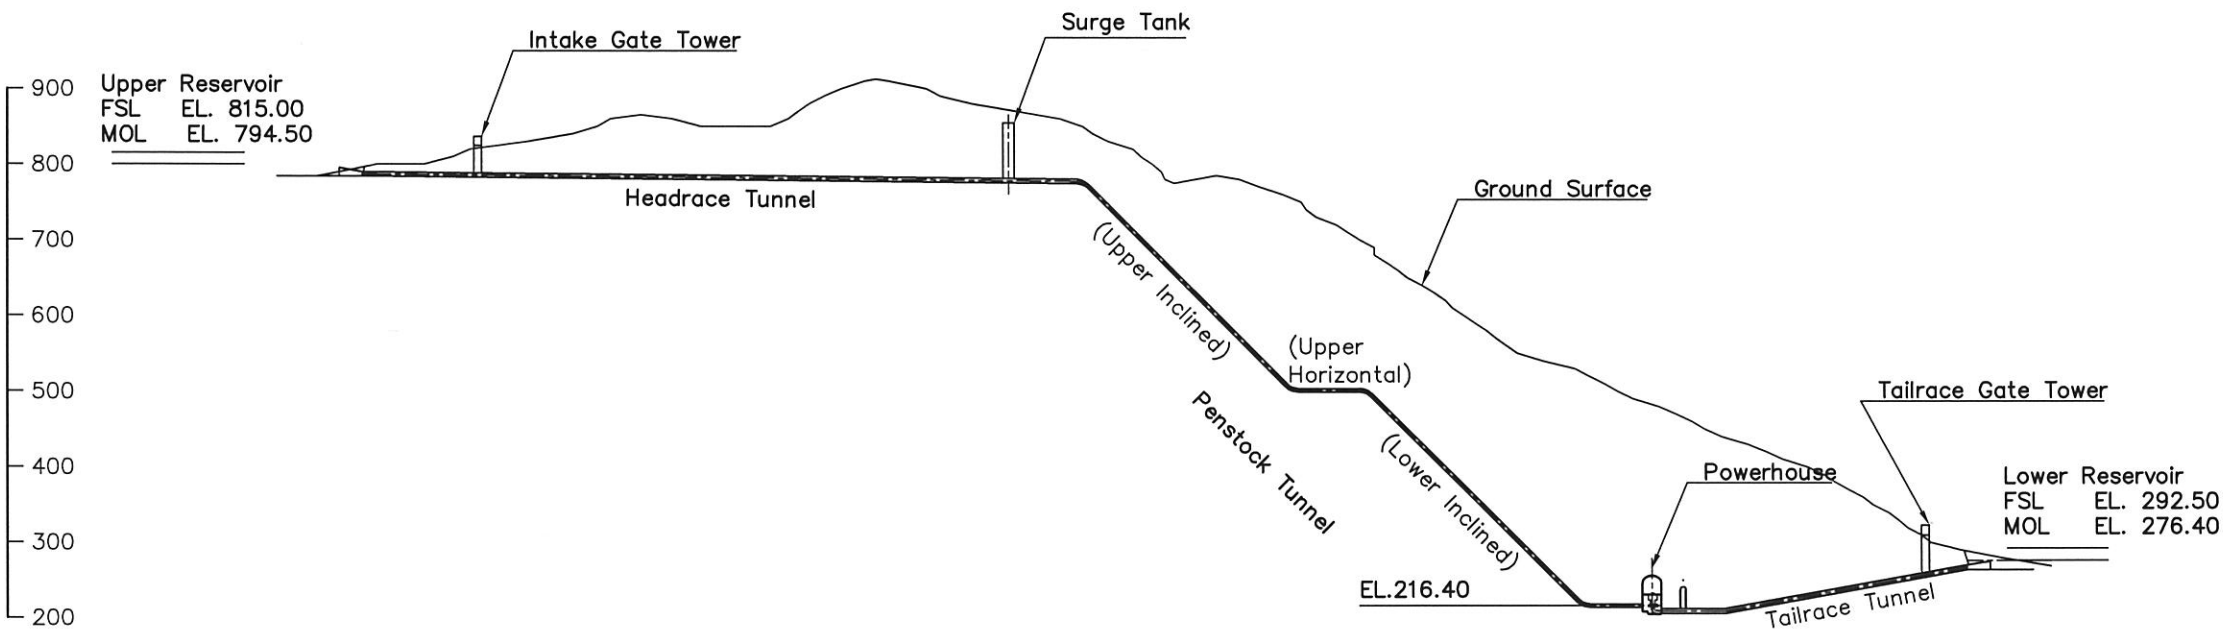 Surge Tank
Intake Gate Tower
900
Upper Reservoir
FSL EL. 815.00
MOL EL. 794.50
800
Headrace Tunnel
Ground Surface
700
(Upper Inclined)
600
(Upper
Horizontal)
500
Penstock Tunnel
Tailrace Gate Tower
(Lower Inclined)
400
Powerhouse
Lower Reservoir
FSL EL. 292.50
MOL EL. 276.40
300
EL.216.40
200
Tailrace Tunnel